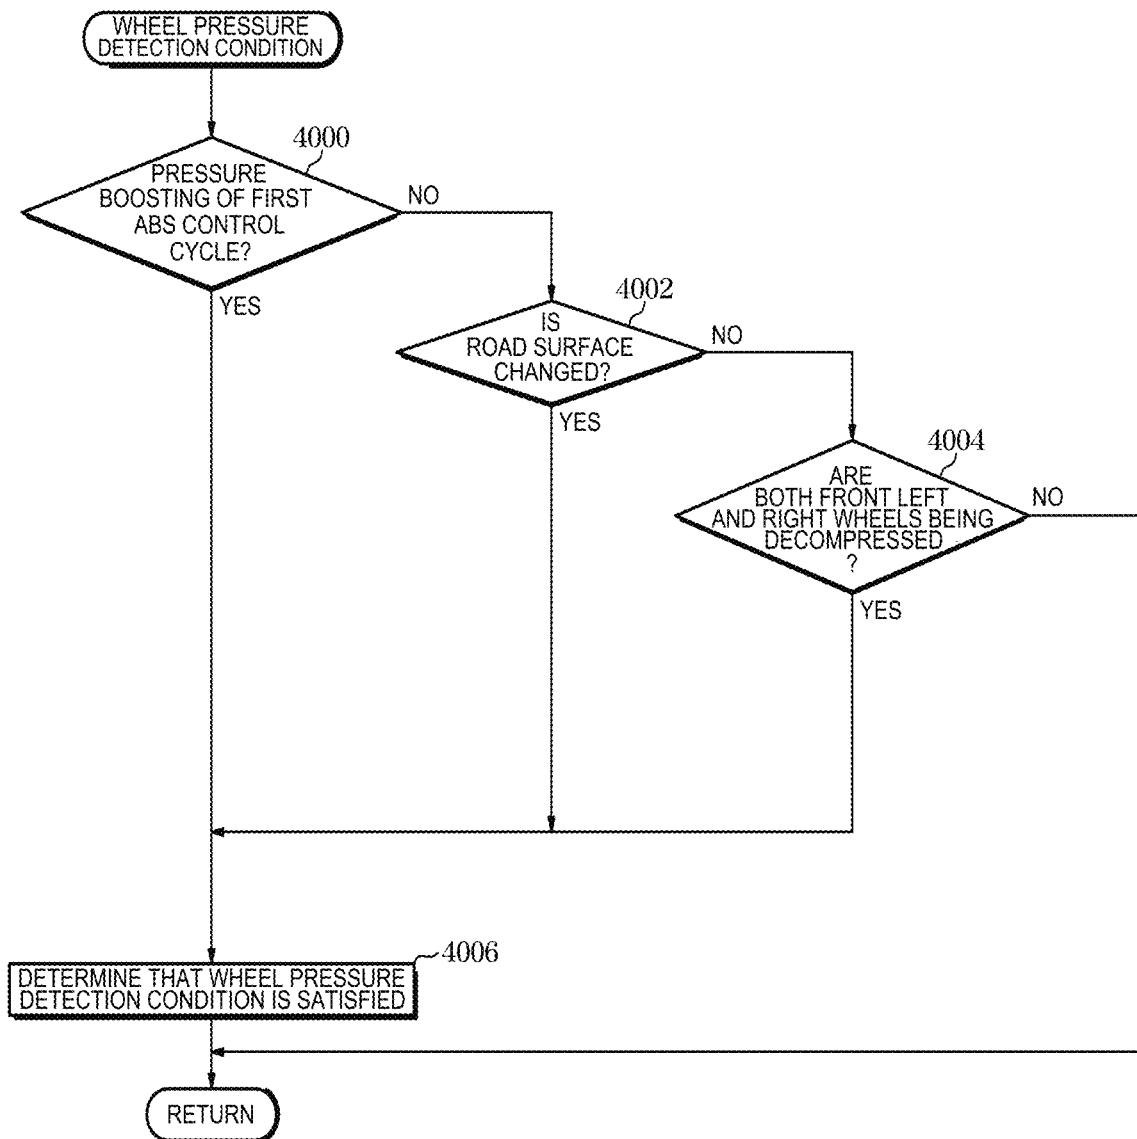 WHEEL PRESSURE
DETECTION CONDITION
4000
PRESSURE
BOOSTING OF FIRST
ABS CONTROL
CYCLE?
NO
YES
4002
IS
ROAD SURFACE
CHANGED?
NO
YES
4004
ARE
BOTH FRONT LEFT
AND RIGHT WHEELS BEING
DECOMPRESSED
?
NO
YES
4006
DETERMINE THAT WHEEL PRESSURE
DETECTION CONDITION IS SATISFIED
RETURN